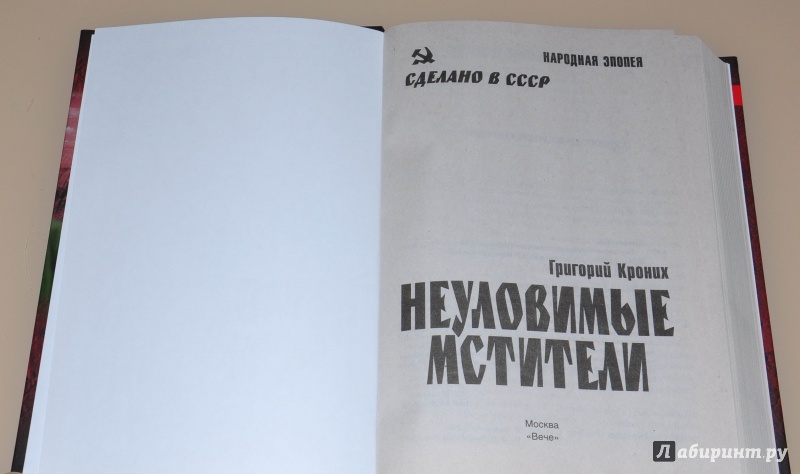 НАРОДНАЯ ЭПОПЕЯ
СДЕЛАНО В СССР
Григорий Кроних
НЕУЛОВИМЫЕ
МСТИТЕЛИ
Москва
«Вече»
Лабиринт.ру